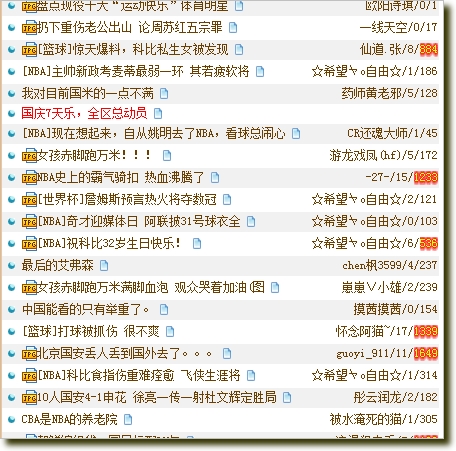 盘点现役十大“运动快乐”体育明星 欧阳诗淇/0/1
扔下重伤老公出山 论周苏红五宗罪 一线天空/0/17
[篮球]惊天爆料，科比私生女被发现 仙道.张/8/884
[NBA]主帅新政考麦蒂最弱一环 其若疲软将 ☆希望ゃo自由☆/1/186
我对目前国米的一点不满 药师黄老邪/5/128
国庆7天乐，全区总动员
[NBA]现在想起来，自从姚明去了NBA，看球总闹心 CR还魂大师/1/45
女孩赤脚跑万米！！！ 游龙戏凤(hf)/5/172
NBA史上的霸气骑扣 热血沸腾了 -27-/15/1233
[世界杯]詹姆斯预言热火将夺数冠 ☆希望ゃo自由☆/2/121
[NBA]奇才迎媒体日 阿联披31号球衣全 ☆希望ゃo自由☆/0/103
[NBA]祝科比32岁生日快乐！ ☆希望ゃo自由☆/6/536
最后的艾弗森 chen枫3599/4/237
女孩赤脚跑万米满脚血泡 观众哭着加油(图 崽崽∨小雄/2/239
中国能看的只有举重了。 摸茜摸茜/0/154
[篮球]打球被抓伤 很不爽 怀念阿猫~/17/1339
北京国安丢人丢到国外去了。。。 guoyi_911/11/1649
[NBA]科比食指伤重难痊愈 飞侠生涯将 ☆希望ゃo自由☆/1/314
10人国安4-1申花 徐亮一传一射杜文辉定胜局 彤云润龙/2/182
CBA是NBA的养老院 被水淹死的猫/1/305